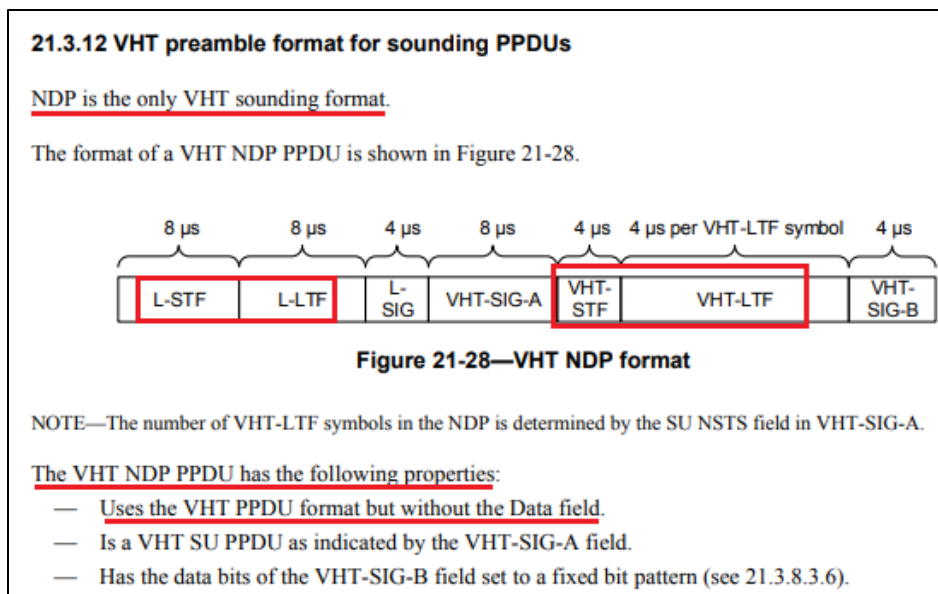 21.3.12 VHT preamble format for sounding PPDUs
NDP is the only VHT sounding format.
The format of a VHT NDP PPDU is shown in Figure 21-28.
8 µs 8 µs 4 µs 8 µs 4 µs 4 µs per VHT-LTF symbol 4 µs
L-STF L-LTF L-SIG VHT-SIG-A VHT-STF VHT-LTF VHT-SIG-B
Figure 21-28—VHT NDP format
NOTE—The number of VHT-LTF symbols in the NDP is determined by the SU NSTS field in VHT-SIG-A.
The VHT NDP PPDU has the following properties:
— Uses the VHT PPDU format but without the Data field.
— Is a VHT SU PPDU as indicated by the VHT-SIG-A field.
— Has the data bits of the VHT-SIG-B field set to a fixed bit pattern (see 21.3.8.3.6).